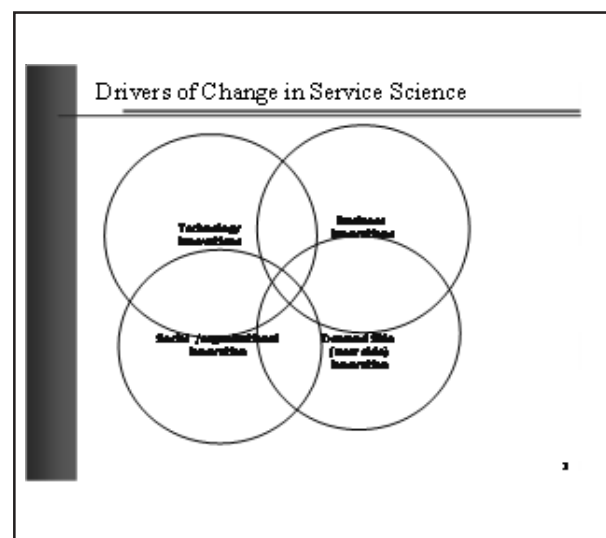 Drivers of Change in Service Science
Technology
Innovations
Business
Innovations
Social /organizational
Innovation
Demand Side
(user side)
Innovation